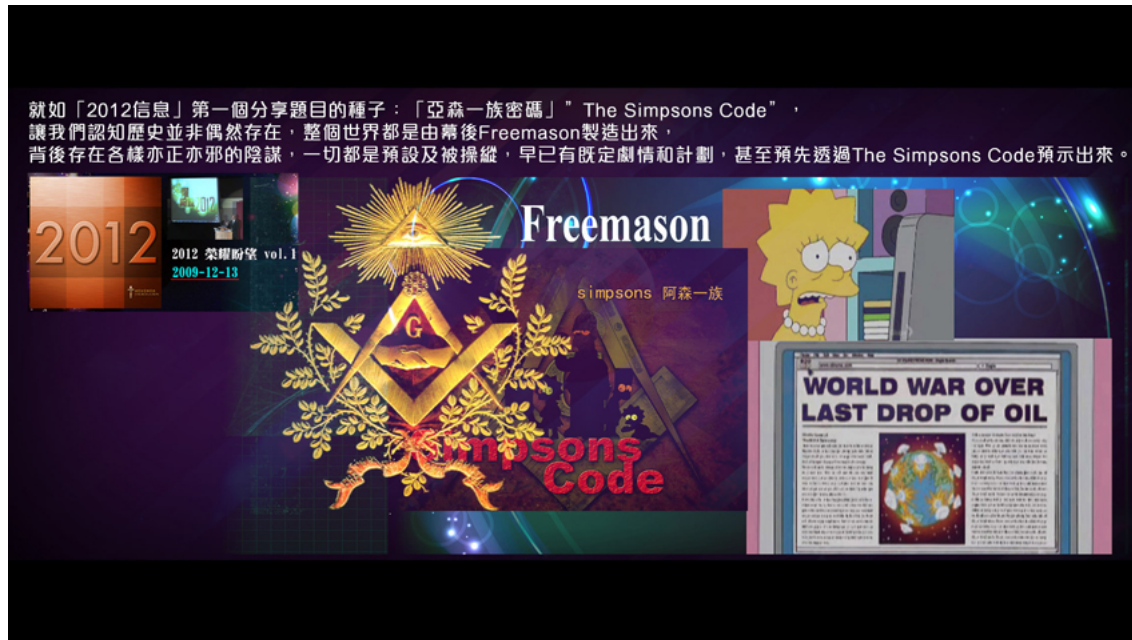 就如「2012信息」第一個分享題目的種子：「亞森一族密碼」”The Simpsons Code”，
讓我們認知歷史並非偶然存在，整個世界都是由幕後Freemason製造出來，
背後存在各樣亦正亦邪的陰謀，一切都是預設及被操縱，早已有既定劇情和計劃，甚至預先透過The Simpsons Code預示出來。
2012
2012 榮耀盼望 vol.1
2009-12-13
Freemason
simpsons 阿森一族
G
Simpsons
Code
WORLD WAR OVER
LAST DROP OF OIL